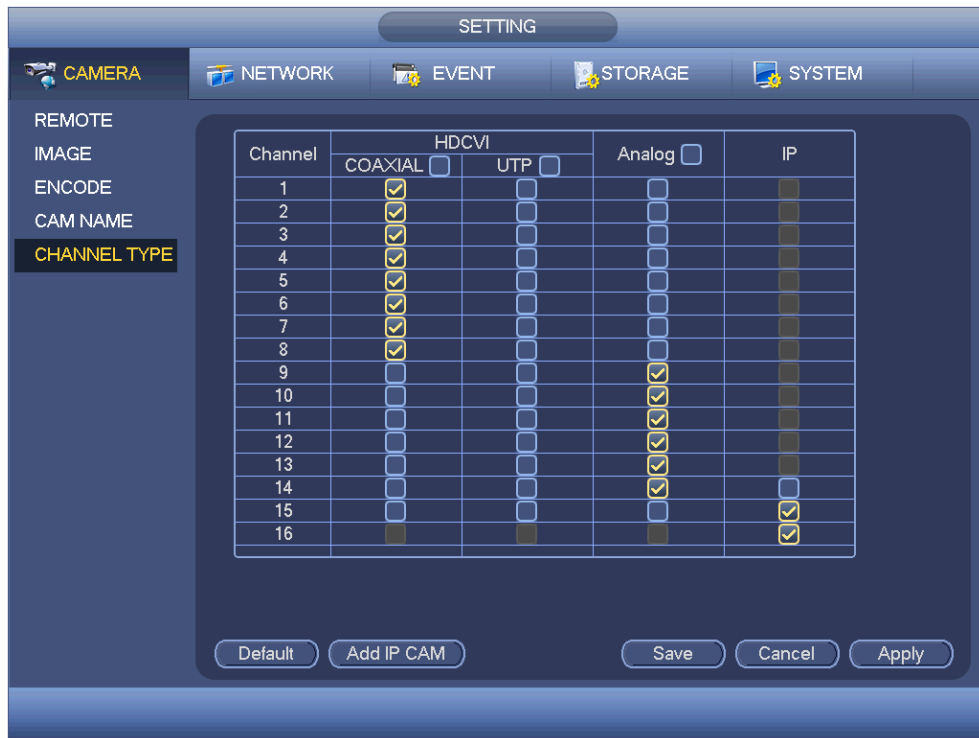 SETTING
CAMERA NETWORK EVENT STORAGE SYSTEM
REMOTE
IMAGE
ENCODE
CAM NAME
CHANNEL TYPE
Channel HDCVI Analog IP
COAXIAL UTP
1
2
3
4
5
6
7
8
9
10
11
12
13
14
15
16
Default Add IP CAM Save Cancel Apply